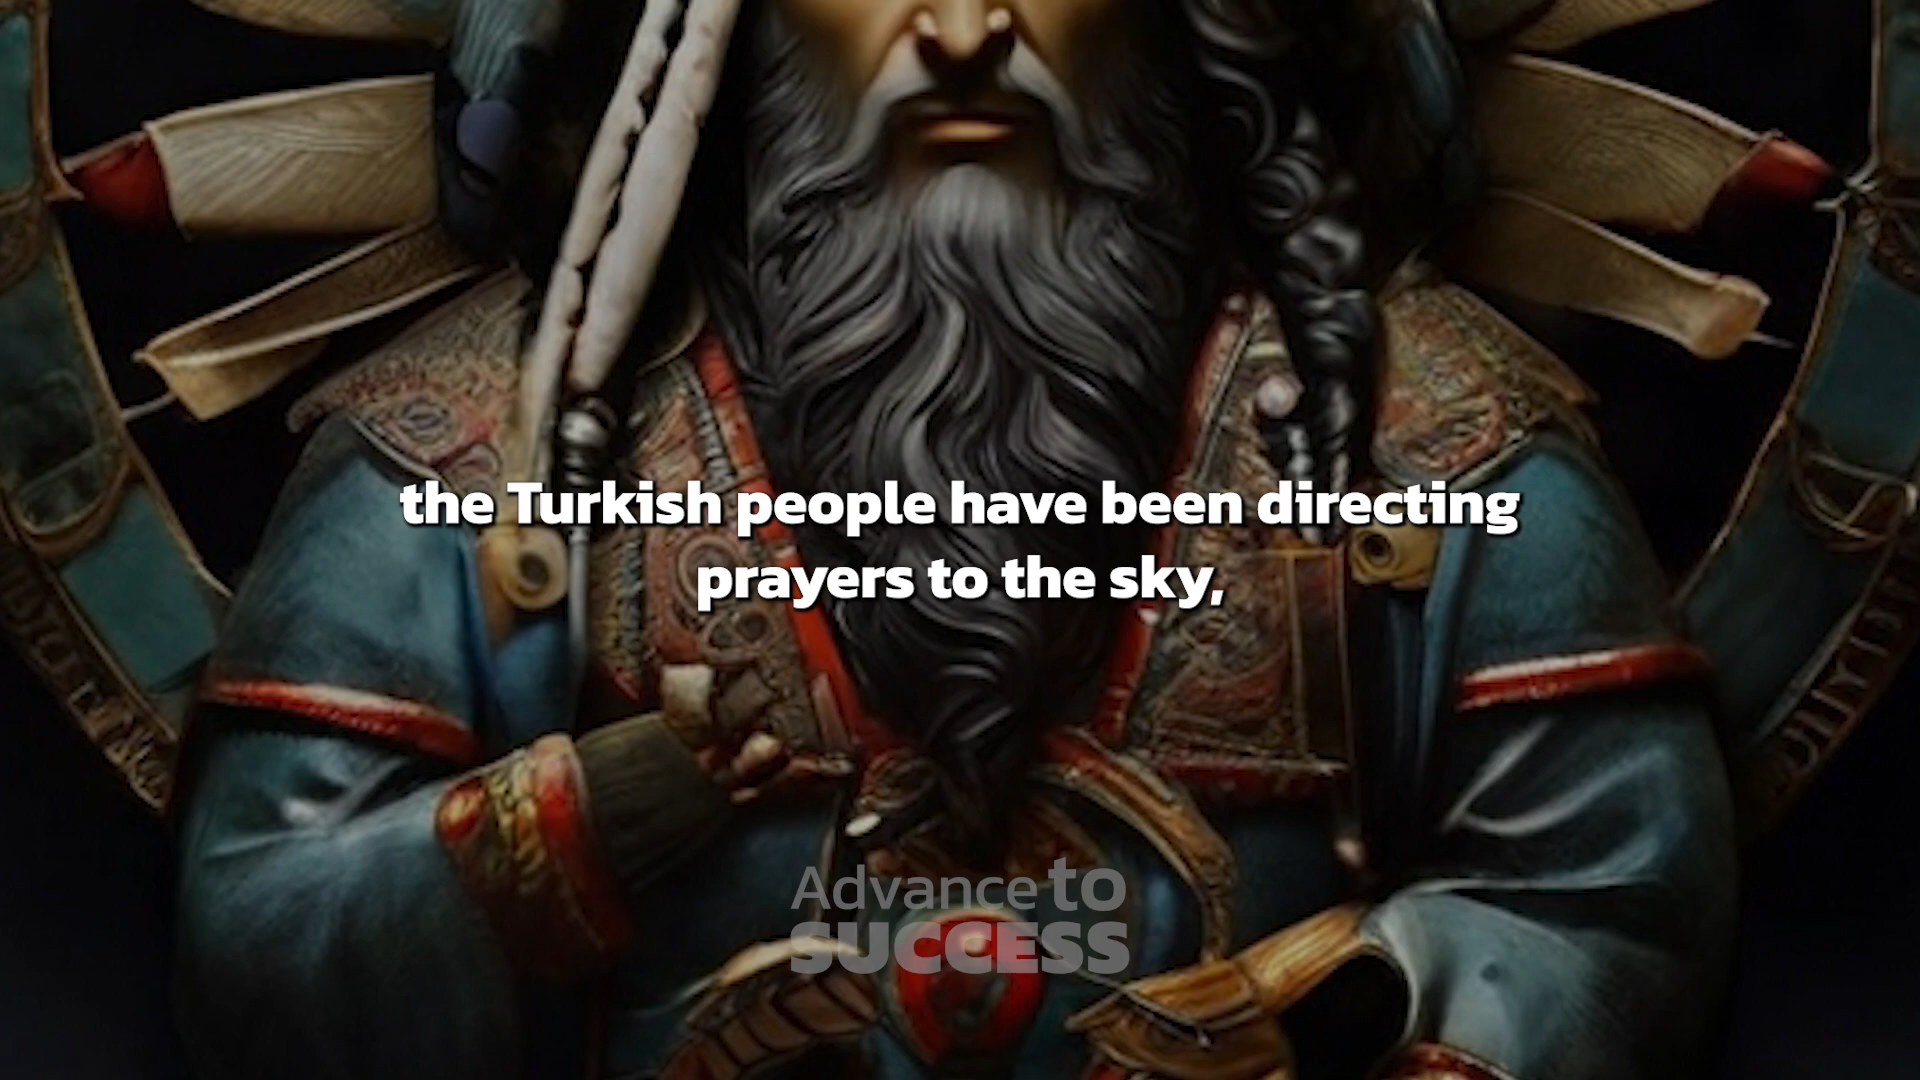 the Turkish people have been directing
prayers to the sky,
Advance to
SUCCESS